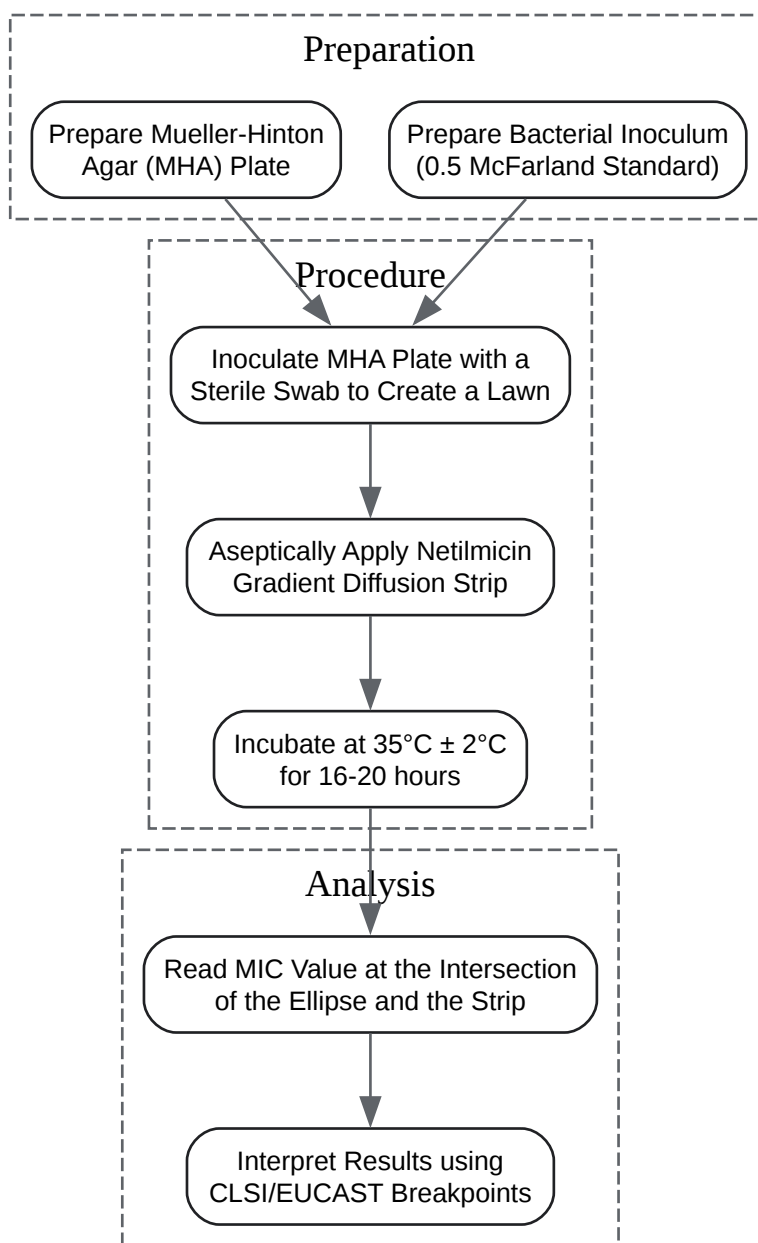 Preparation
Prepare Mueller-Hinton
Agar (MHA) Plate
Prepare Bacterial Inoculum
(0.5 McFarland Standard)
Procedure
Inoculate MHA Plate with a
Sterile Swab to Create a Lawn
Aseptically Apply Netilmicin
Gradient Diffusion Strip
Incubate at 35°C ± 2°C
for 16-20 hours
Analysis
Read MIC Value at the Intersection
of the Ellipse and the Strip
Interpret Results using
CLSI/EUCAST Breakpoints